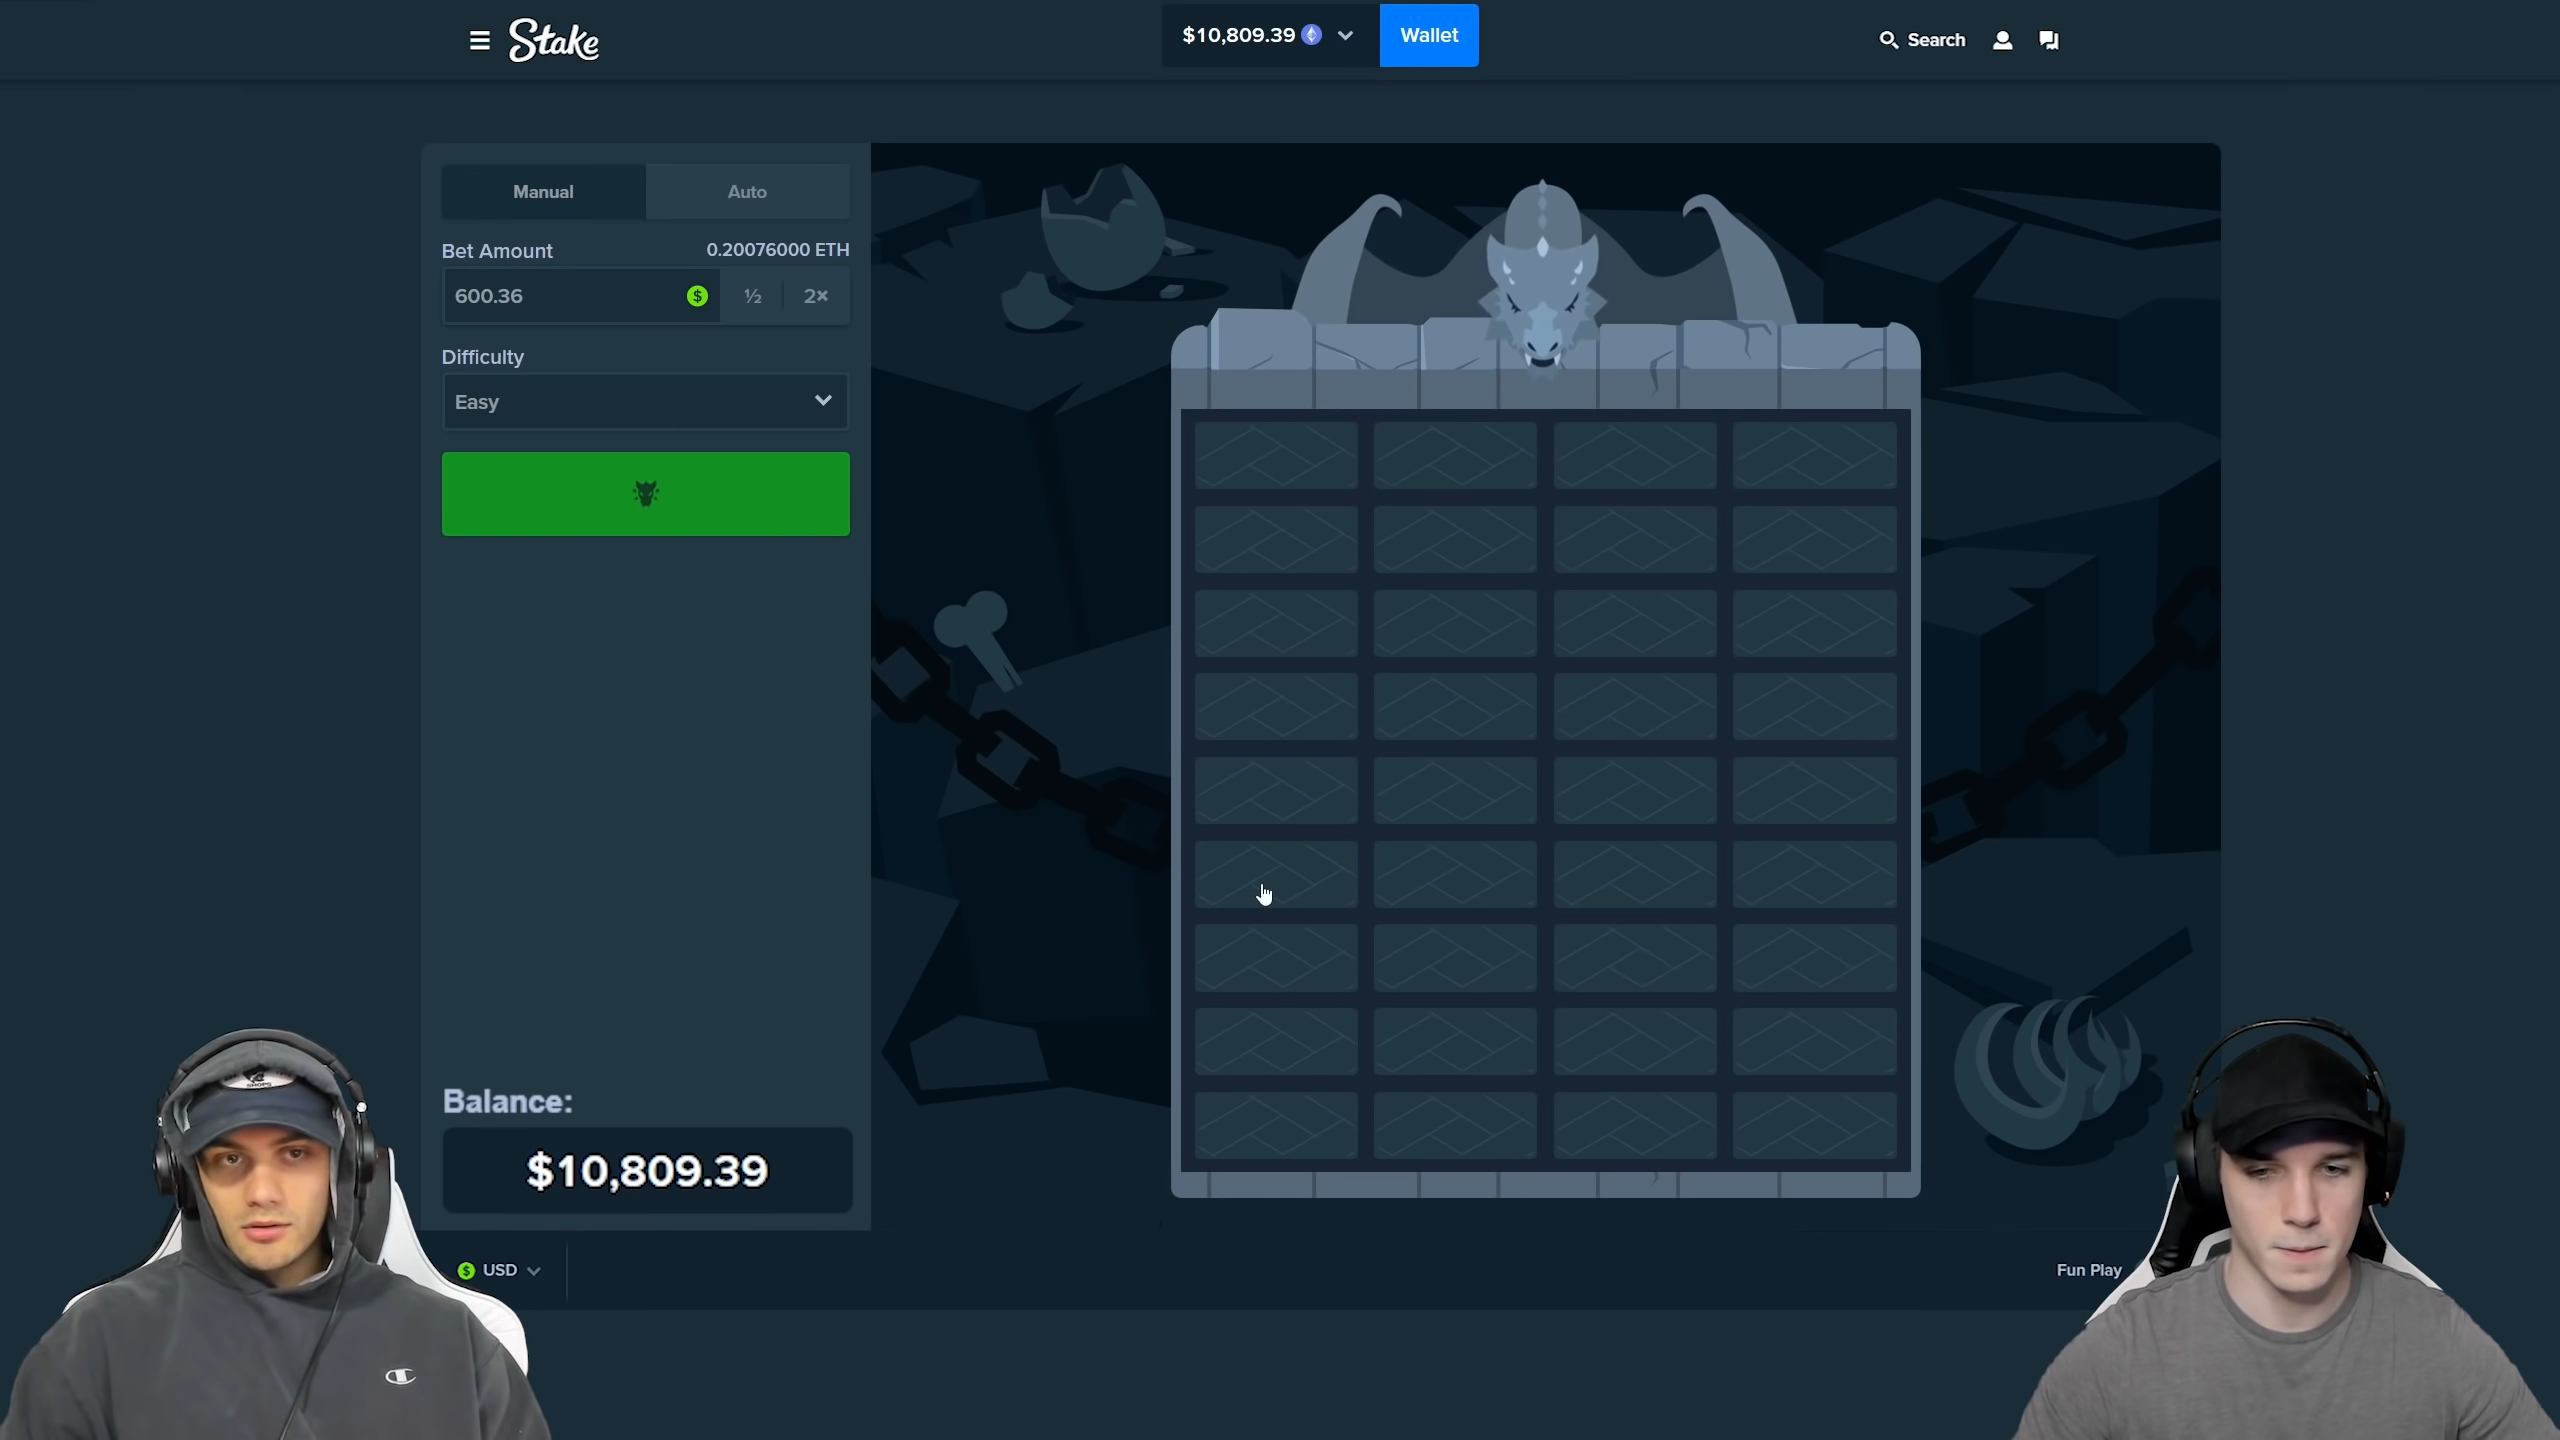 Stake
$10,809.39
Wallet
Search
Manual
Auto
Bet Amount
0.20076000 ETH
600.36
$
½
2×
Difficulty
Easy
Balance:
$10,809.39
$ USD
Fun Play